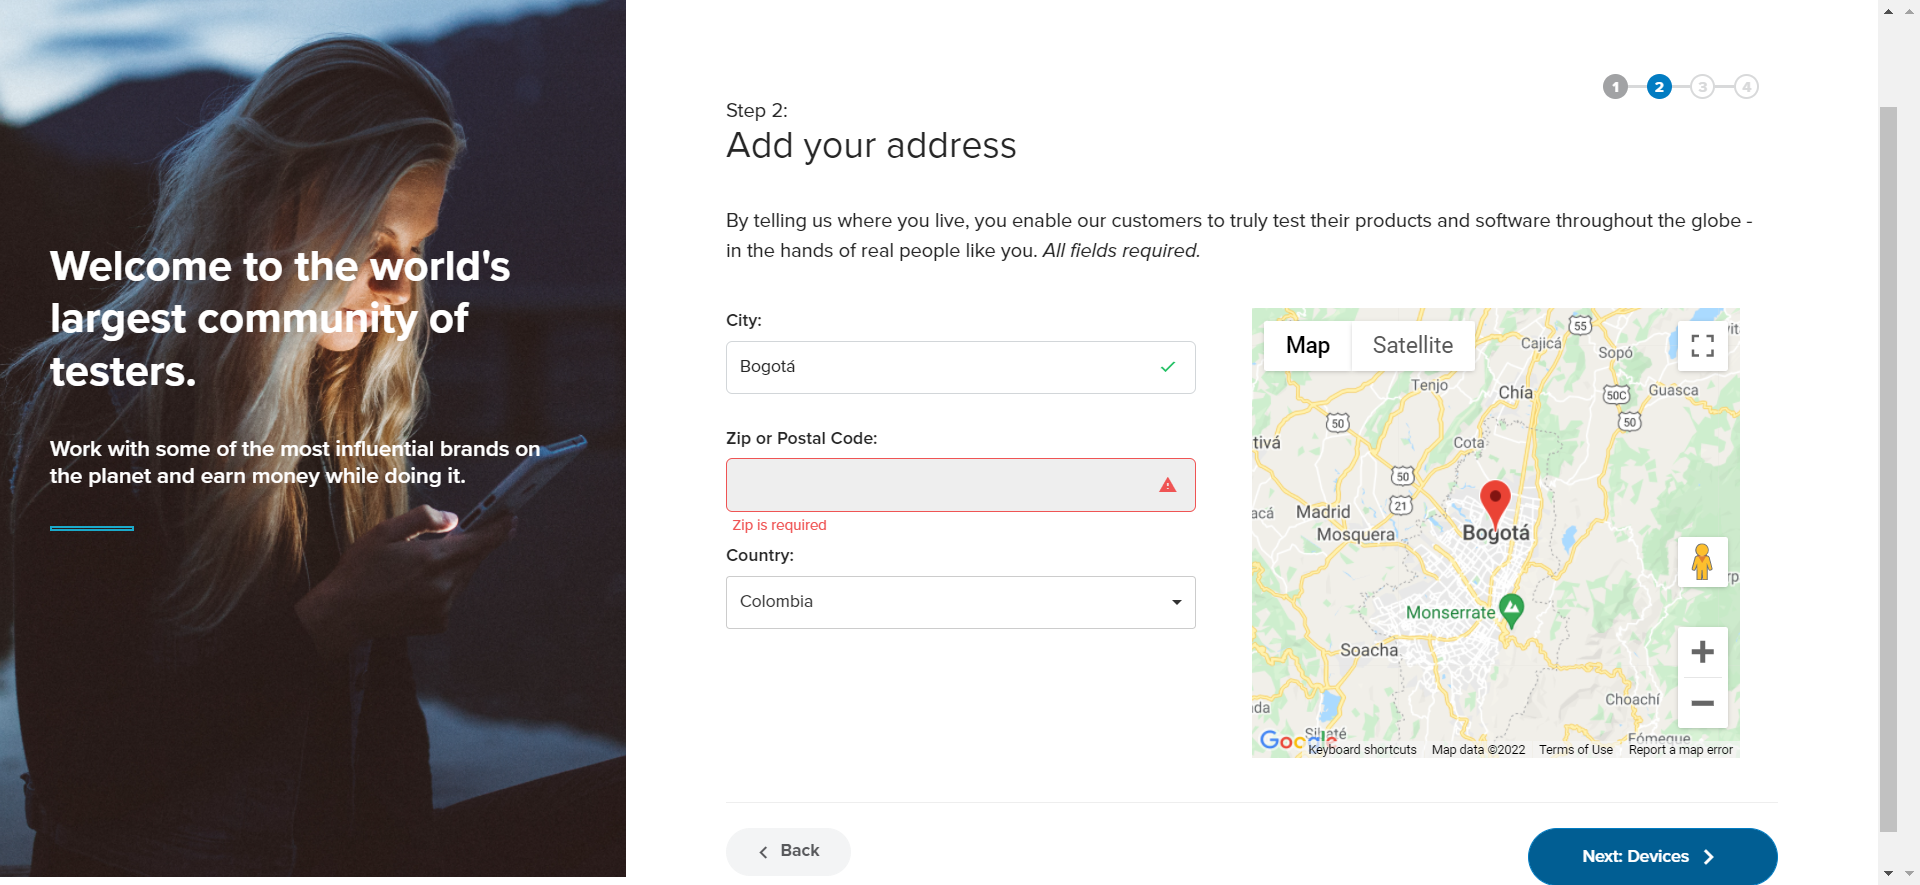 Welcome to the world's
largest community of
testers.
Work with some of the most influential brands on
the planet and earn money while doing it.
1
2
3
4
Step 2:
Add your address
By telling us where you live, you enable our customers to truly test their products and software throughout the globe -
in the hands of real people like you. All fields required.
City:
Bogotá
Zip or Postal Code:
Zip is required
Country:
Colombia
Map
Satellite
55
Cajicá
Sopó
Tenjo
Chía
50C
Guasca
50
50
tivá
Cota
50
21
acá
Madrid
Bogotá
Mosquera
Monserrate
Soacha
Choachí
da
Sibaté
Fómeque
Google
Keyboard shortcuts
Map data ©2022
Terms of Use
Report a map error
Back
Next: Devices